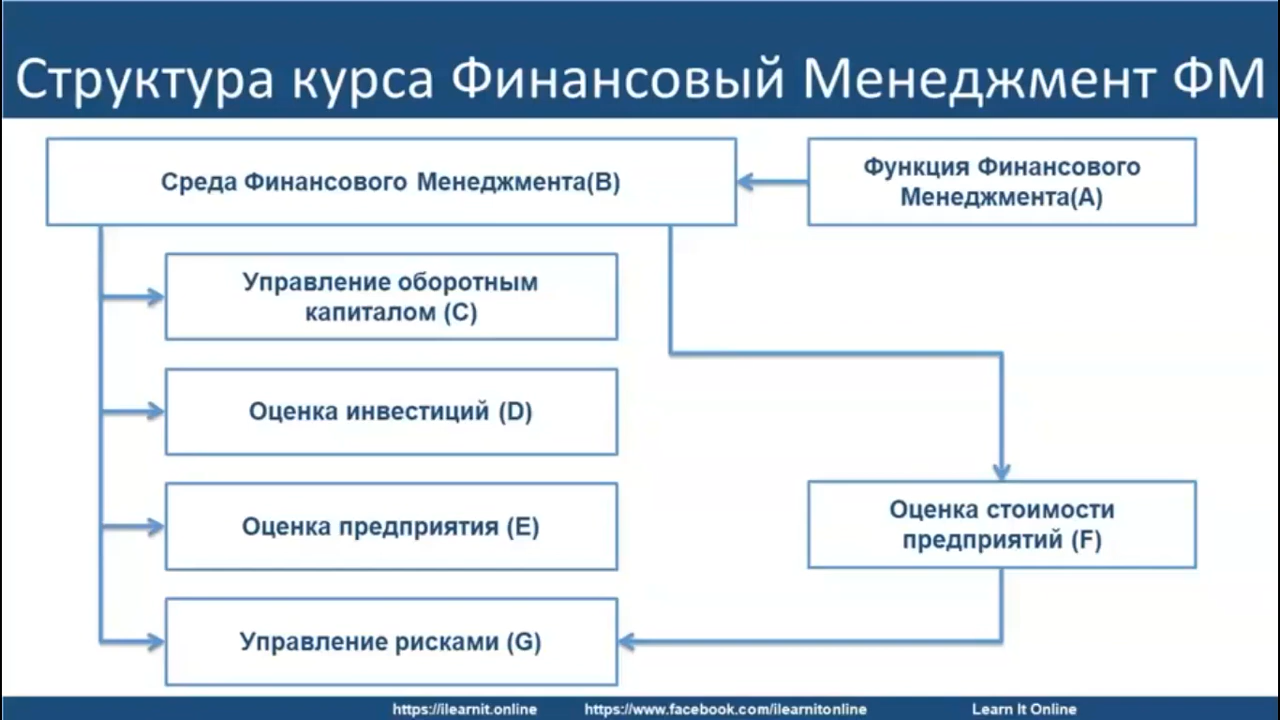 Структура курса Финансовый Менеджмент ФМ
Среда Финансового Менеджмента(B)
Функция Финансового
Менеджмента(A)
Управление оборотным
капиталом (C)
Оценка инвестиций (D)
Оценка предприятия (E)
Оценка стоимости
предприятий (F)
Управление рисками (G)
https://ilearnit.online
https://www.facebook.com/ilearnitonline
Learn It Online